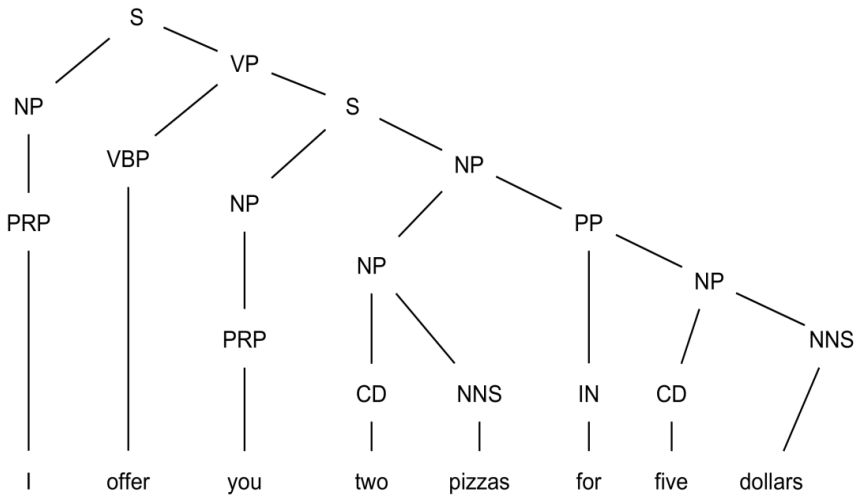 S
VP
NP
S
VBP
NP
NP
PRP
PP
NP
NP
PRP
NNS
CD
NNS
IN
CD
I offer you two pizzas for five dollars